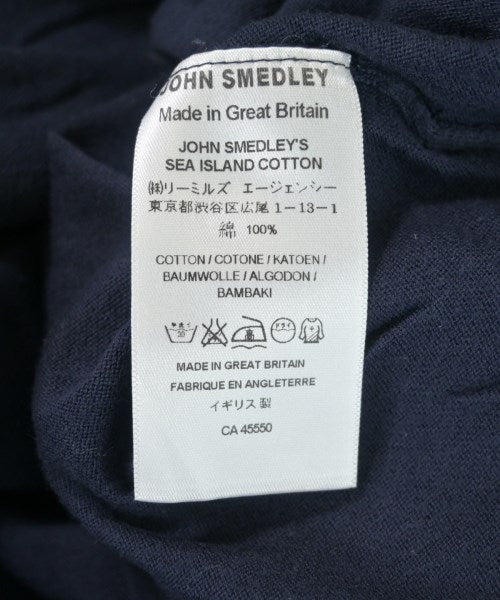 JOHN SMEDLEY
Made in Great Britain
JOHN SMEDLEY'S
SEA ISLAND COTTON
㈱リーミルズ エージェンシー
東京都渋谷区広尾 1-13-1
綿 100%
COTTON / COTONE / KATOEN /
BAUMWOLLE / ALGODON /
BAMBAKI
ドライ
MADE IN GREAT BRITAIN
FABRIQUE EN ANGLETERRE
イギリス製
CA 45550